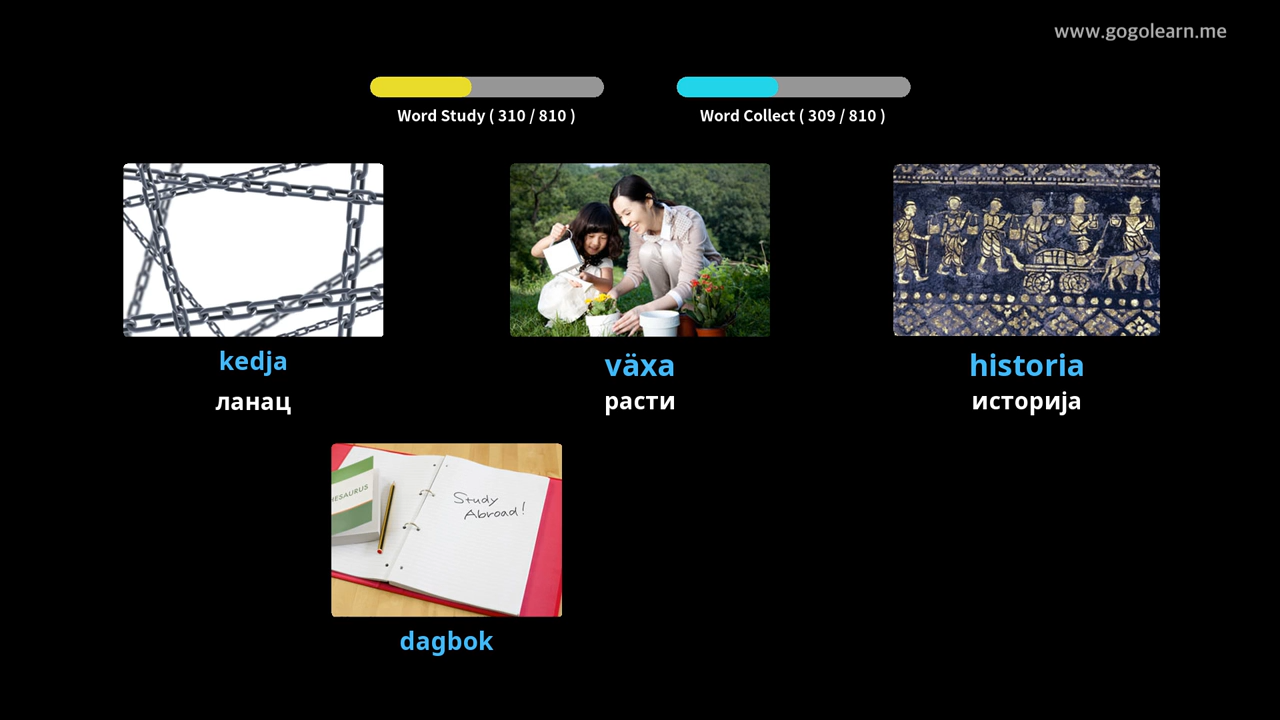 www.gogolearn.me
Word Study ( 310 / 810 )
Word Collect ( 309 / 810 )
kedja
ланац
växa
расти
historia
историја
HESAURUS
Study
Abroad!
dagbok